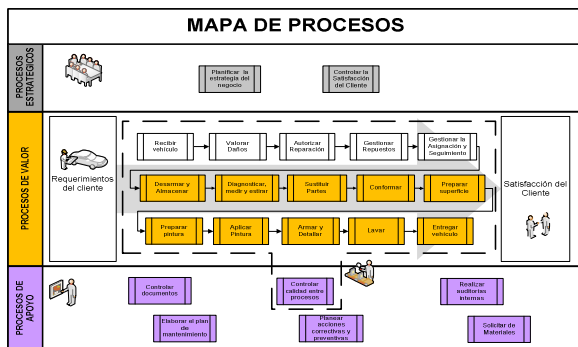 MAPA DE PROCESOS
PROCESOS
ESTRATEGICOS
Planificar la
estrategia del
negocio
Controlar la
Satisfacción
del Cliente
PROCESOS DE VALOR
Requerimientos
del cliente
Recibir
vehículo
Valorar
Daños
Autorizar
Reparación
Gestionar
Repuestos
Gestionar la
Asignación y
Seguimiento
Desarmar y
Almacenar
Diagnosticar,
medir y estirar
Sustituir
Partes
Conformar
Preparar
superficie
Preparar
pintura
Aplicar
Pintura
Armar y
Detallar
Lavar
Entregar
vehículo
Satisfacción del
Cliente
PROCESOS DE
APOYO
Controlar
documentos
Controlar
calidad entre
procesos
Realizar
auditorias
internas
Elaborar el plan
de
mantenimiento
Planear
acciones
correctivas y
preventivas
Solicitar de
Materiales